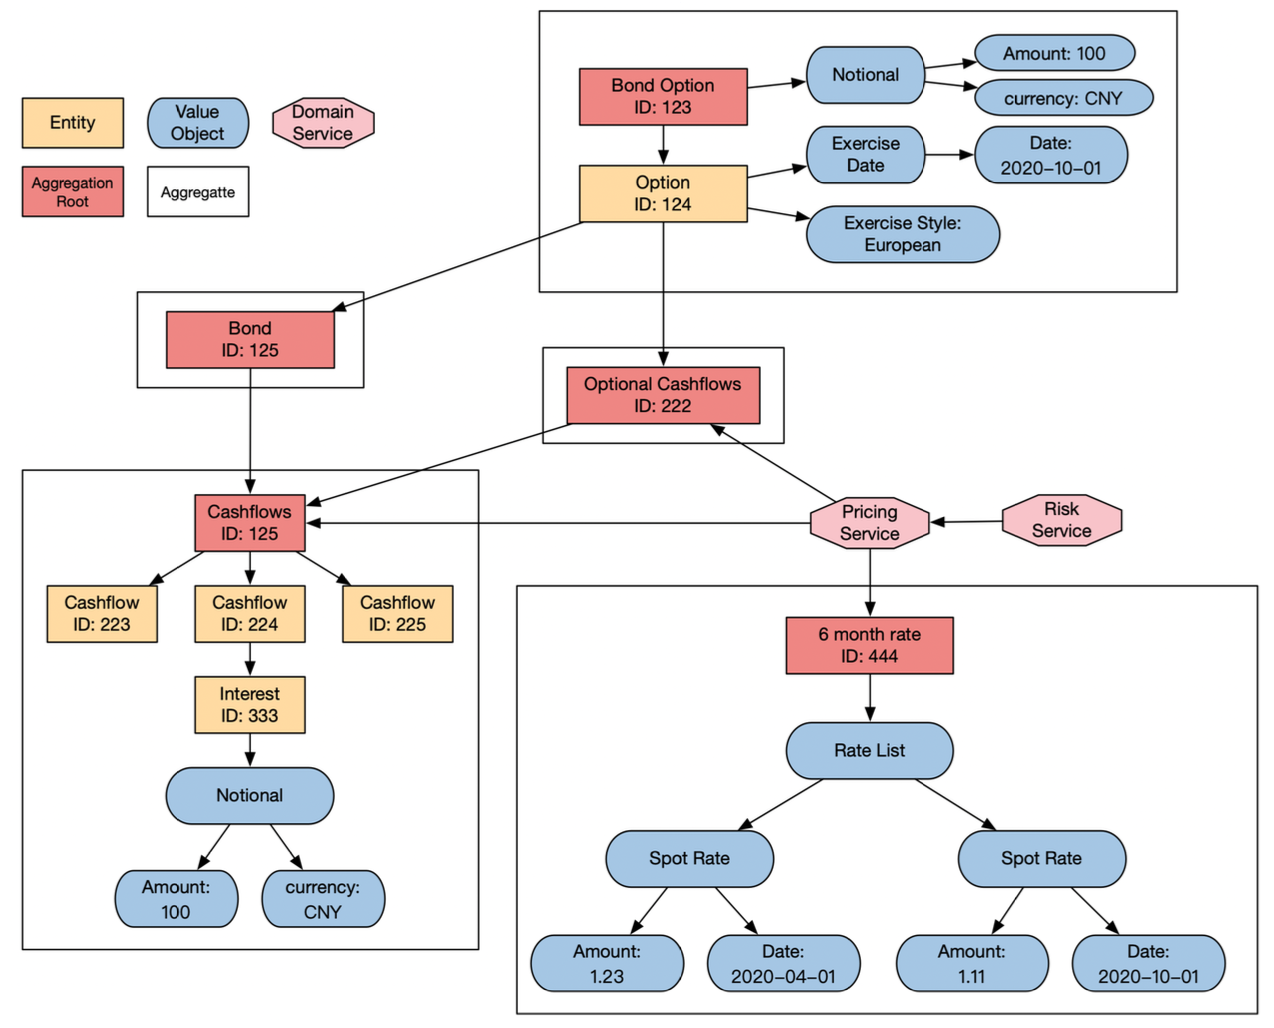 Entity
Value
Object
Domain
Service
Aggregation
Root
Aggregatte
Bond Option
ID: 123
Notional
Amount: 100
currency: CNY
Option
ID: 124
Exercise
Date
Date:
2020-10-01
Exercise Style:
European
Bond
ID: 125
Optional Cashflows
ID: 222
Cashflows
ID: 125
Pricing
Service
Risk
Service
Cashflow
ID: 223
Cashflow
ID: 224
Cashflow
ID: 225
Interest
ID: 333
Notional
Amount:
100
currency:
CNY
6 month rate
ID: 444
Rate List
Spot Rate
Spot Rate
Amount:
1.23
Date:
2020-04-01
Amount:
1.11
Date:
2020-10-01